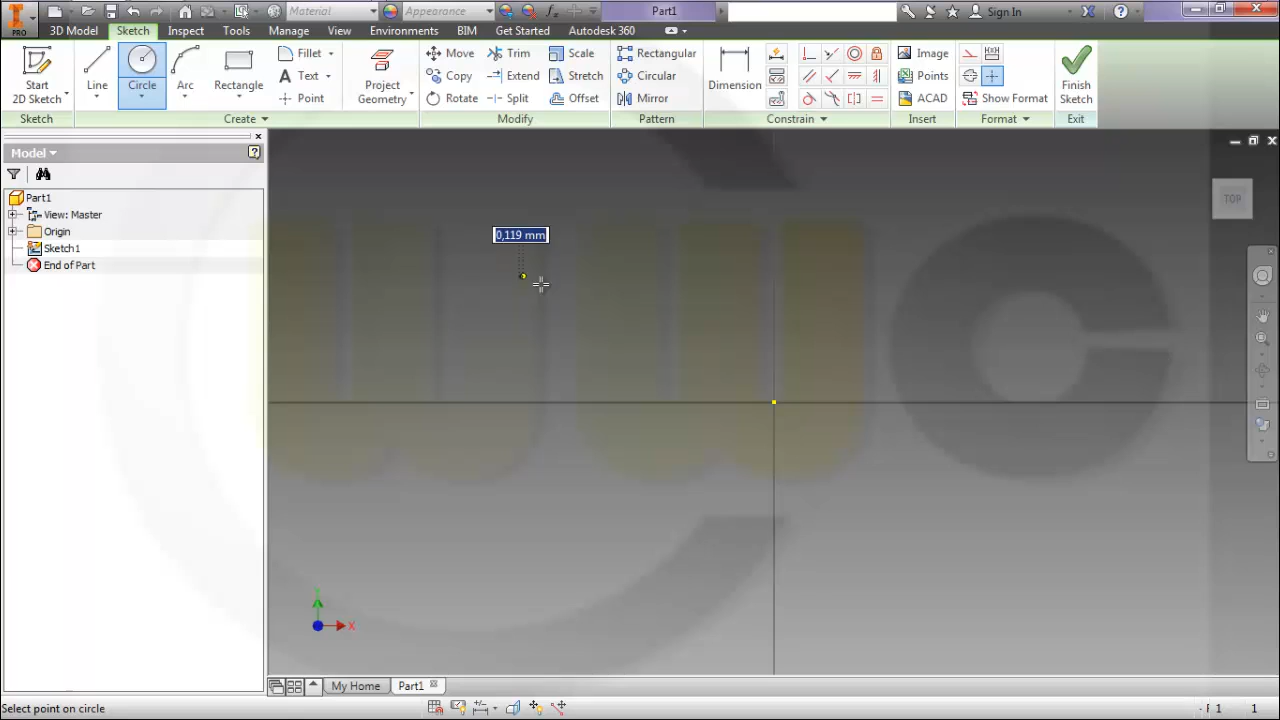 PRO
Material
Appearance
Part1
Sign In
3D Model Sketch Inspect Tools Manage View Environments BIM Get Started Autodesk 360
Start
2D Sketch
Line
Circle
Arc
Rectangle
Fillet
Text
Point
Project
Geometry
Move
Copy
Rotate
Trim
Extend
Split
Scale
Stretch
Offset
Rectangular
Circular
Mirror
Dimension
Image
Points
ACAD
Show Format
Finish
Sketch
Sketch Create Modify Pattern Constrain Insert Format Exit
Model
Part1
View: Master
Origin
Sketch1
End of Part
0,119 mm
TOP
wwc
Y
X
My Home Part1
Select point on circle
1 1